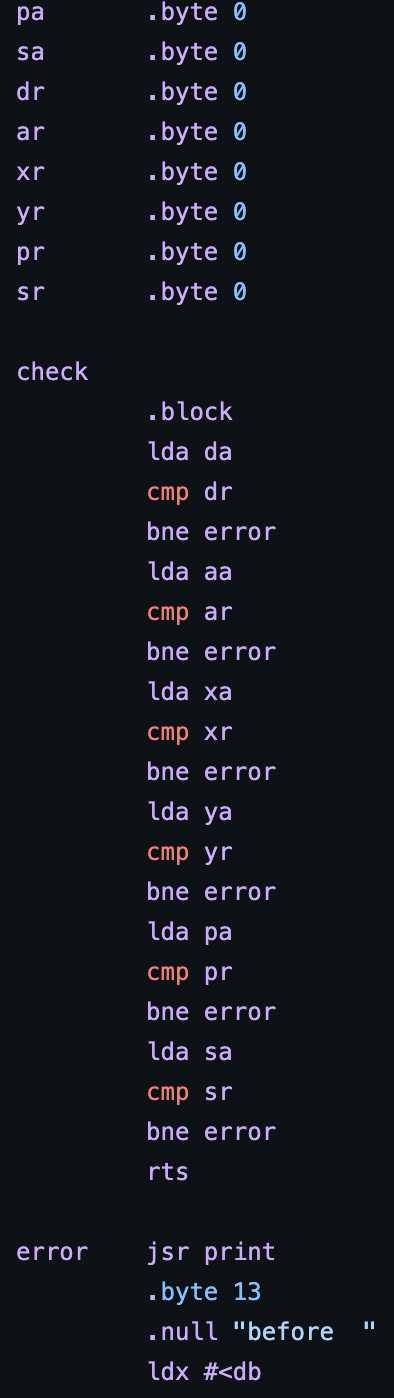 pa       .byte 0
sa       .byte 0
dr       .byte 0
ar       .byte 0
xr       .byte 0
yr       .byte 0
pr       .byte 0
sr       .byte 0
check
         .block
         lda da
         cmp dr
         bne error
         lda aa
         cmp ar
         bne error
         lda xa
         cmp xr
         bne error
         lda ya
         cmp yr
         bne error
         lda pa
         cmp pr
         bne error
         lda sa
         cmp sr
         bne error
         rts
error    jsr print
         .byte 13
         .null "before  "
         ldx #<db